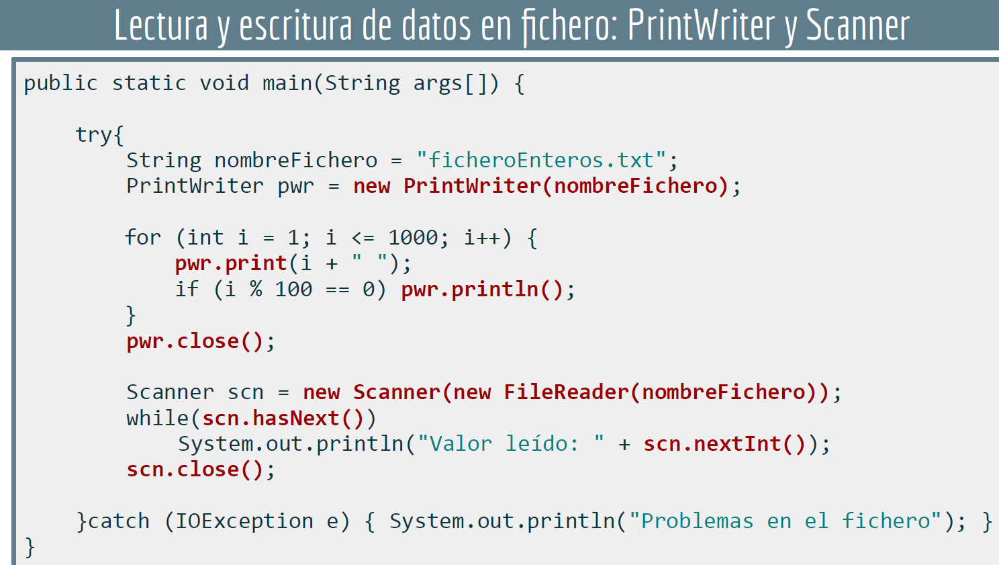 Lectura y escritura de datos en fichero: PrintWriter y Scanner
public static void main(String args[]) {
try{
String nombreFichero = "ficheroEnteros.txt";
PrintWriter pwr = new PrintWriter(nombreFichero);
for (int i = 1; i <= 1000; i++) {
pwr.print(i + " ");
if (i % 100 == 0) pwr.println();
}
pwr.close();
Scanner scn = new Scanner(new FileReader(nombreFichero));
while(scn.hasNext())
System.out.println("Valor leído: " + scn.nextInt());
scn.close();
}catch (IOException e) { System.out.println("Problemas en el fichero"); }
}